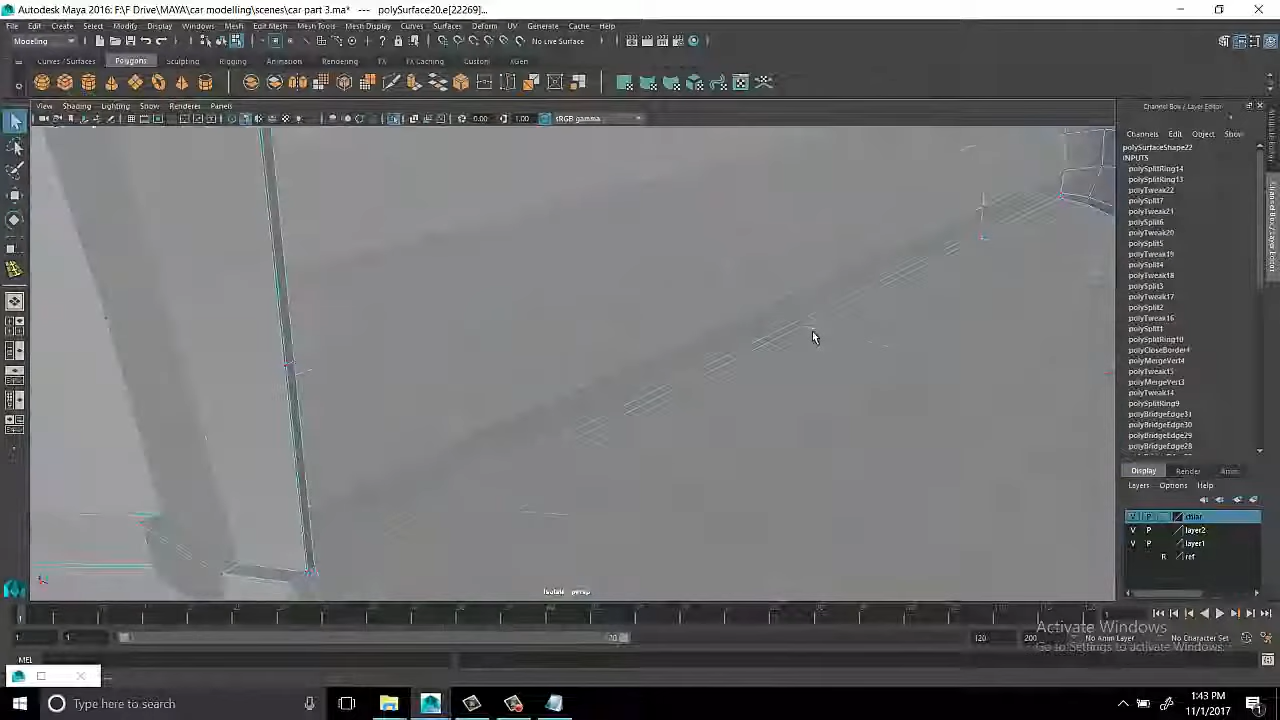 Autodesk Maya 2016: F:\F Drive\MAYA\car modelling\scenes\car part 3.ma* --- polySurface20.e[22269]...
File Edit Create Select Modify Display Windows Mesh Edit Mesh Mesh Tools Mesh Display Curves Surfaces Deform UV Generate Cache Help
Modeling No Live Surface
Curves / Surfaces Polygons Sculpting Rigging Animation Rendering FX FX Caching Custom XGen
View Shading Lighting Show Renderer Panels
0.00 1.00 sRGB gamma
Channel Box / Layer Editor
Channels Edit Object Show
polySurfaceShape22
INPUTS
polySplitRing14
polySplitRing13
polyTweak22
polySplit7
polyTweak21
polySplit6
polyTweak20
polySplit5
polyTweak19
polySplit4
polyTweak18
polySplit3
polyTweak17
polySplit2
polyTweak16
polySplit1
polySplitRing10
polyCloseBorder4
polyMergeVert4
polyTweak15
polyMergeVert3
polyTweak14
polySplitRing9
polyBridgeEdge31
polyBridgeEdge30
polyBridgeEdge29
polyBridgeEdge28
Display Render Anim
Layers Options Help
V P
V P layer2
V P layer1
R ref
Isolate persp
Channel Box / Layer Editor
1 1 120 200 No Anim Layer No Character Set
MEL
Activate Windows
Go to Settings to activate Windows.
Type here to search
1:43 PM
11/1/2017